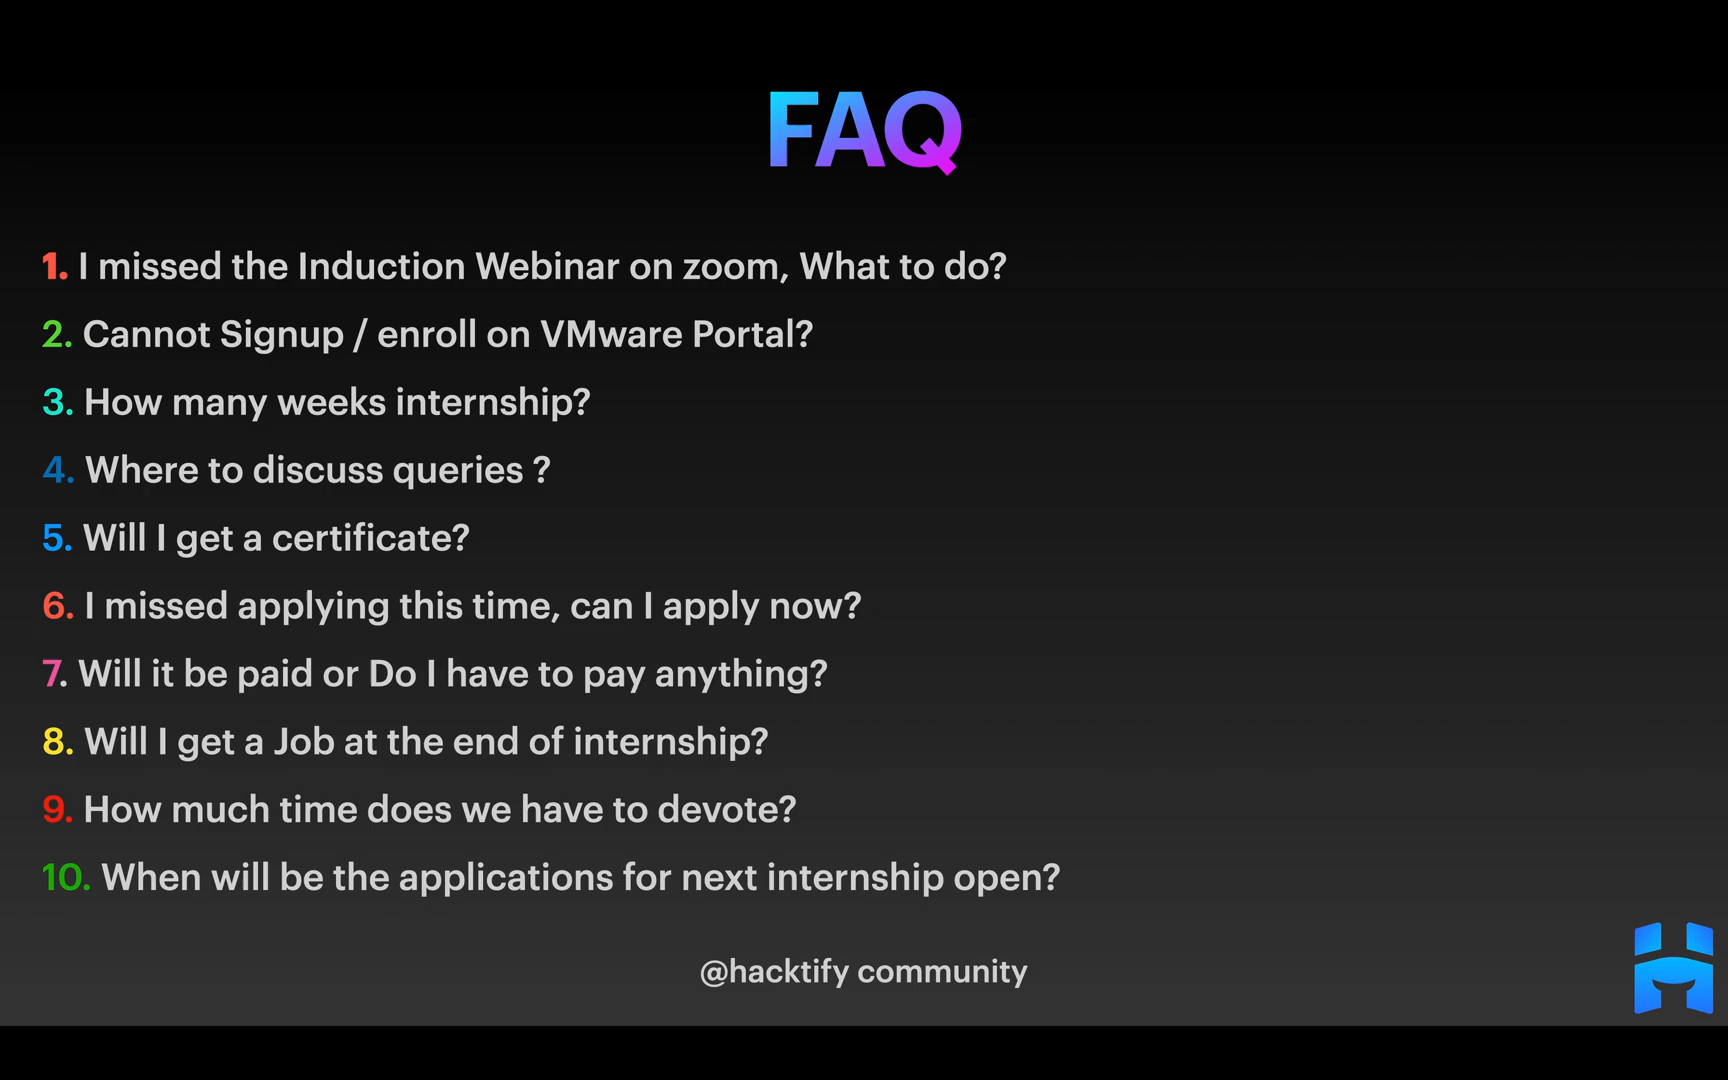 FAQ
1. I missed the Induction Webinar on zoom, What to do?
2. Cannot Signup / enroll on VMware Portal?
3. How many weeks internship?
4. Where to discuss queries ?
5. Will I get a certificate?
6. I missed applying this time, can I apply now?
7. Will it be paid or Do I have to pay anything?
8. Will I get a Job at the end of internship?
9. How much time does we have to devote?
10. When will be the applications for next internship open?
@hacktify community